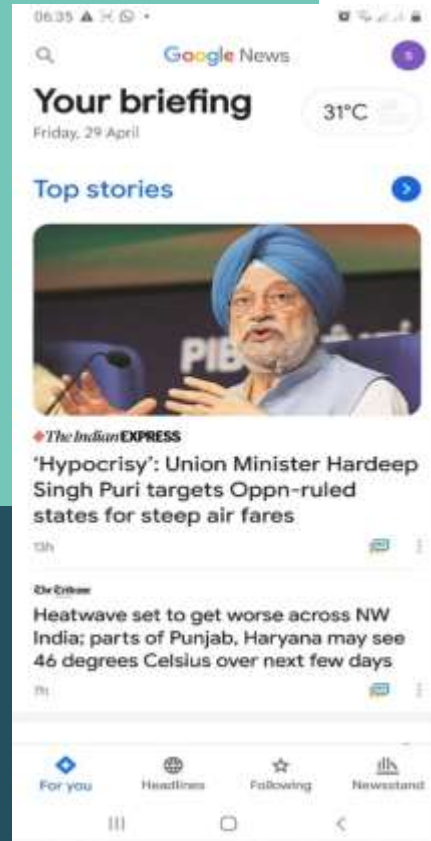 06:35
Google News
S
Your briefing
31°C
Friday, 29 April
Top stories
PIB
The Indian EXPRESS
'Hypocrisy': Union Minister Hardeep
Singh Puri targets Oppn-ruled
states for steep air fares
13h
The Tribune
Heatwave set to get worse across NW
India; parts of Punjab, Haryana may see
46 degrees Celsius over next few days
7h
For you
Headlines
Following
Newsstand